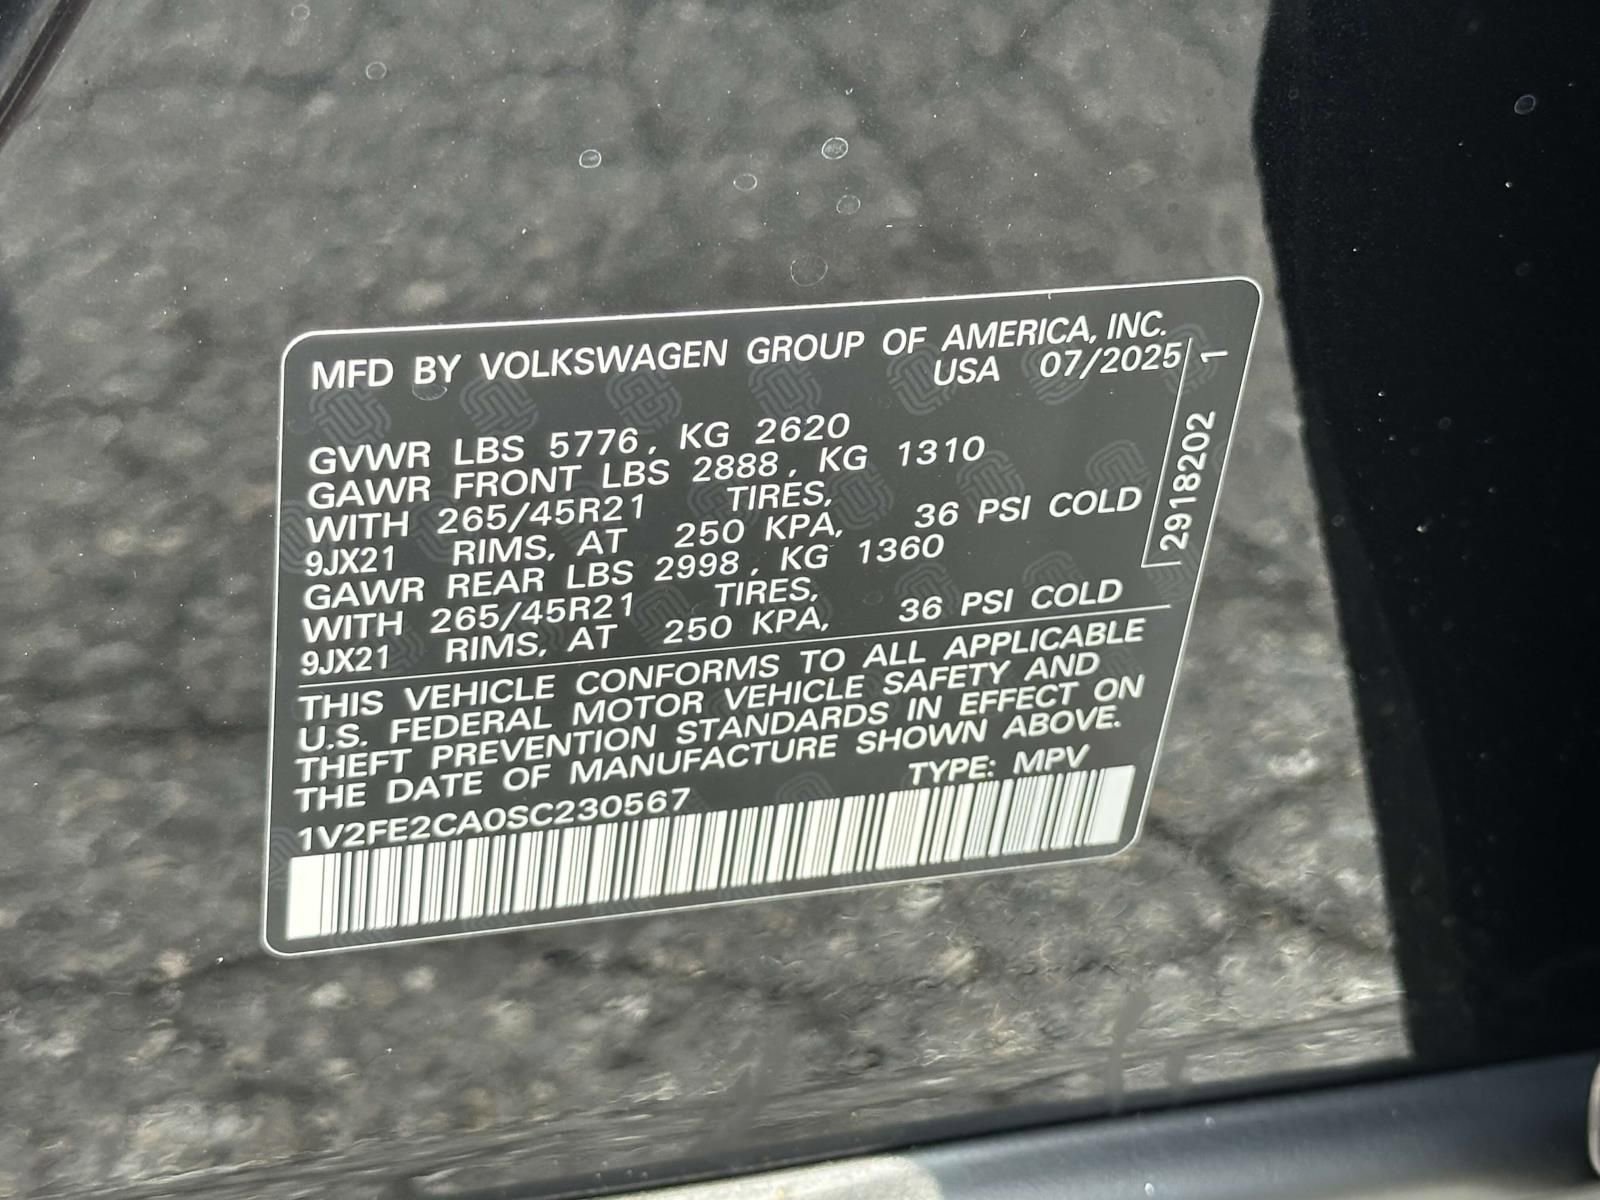 MFD BY VOLKSWAGEN GROUP OF AMERICA, INC.
USA 07/2025
GVWR LBS 5776, KG 2620
GAWR FRONT LBS 2888, KG 1310
WITH 265/45R21 TIRES,
9JX21 RIMS, AT 250 KPA, 36 PSI COLD
GAWR REAR LBS 2998, KG 1360
WITH 265/45R21 TIRES,
9JX21 RIMS, AT 250 KPA, 36 PSI COLD
THIS VEHICLE CONFORMS TO ALL APPLICABLE
U.S. FEDERAL MOTOR VEHICLE SAFETY AND
THEFT PREVENTION STANDARDS IN EFFECT ON
THE DATE OF MANUFACTURE SHOWN ABOVE.
1V2FE2CA0SC230567 TYPE: MPV
2918202 1